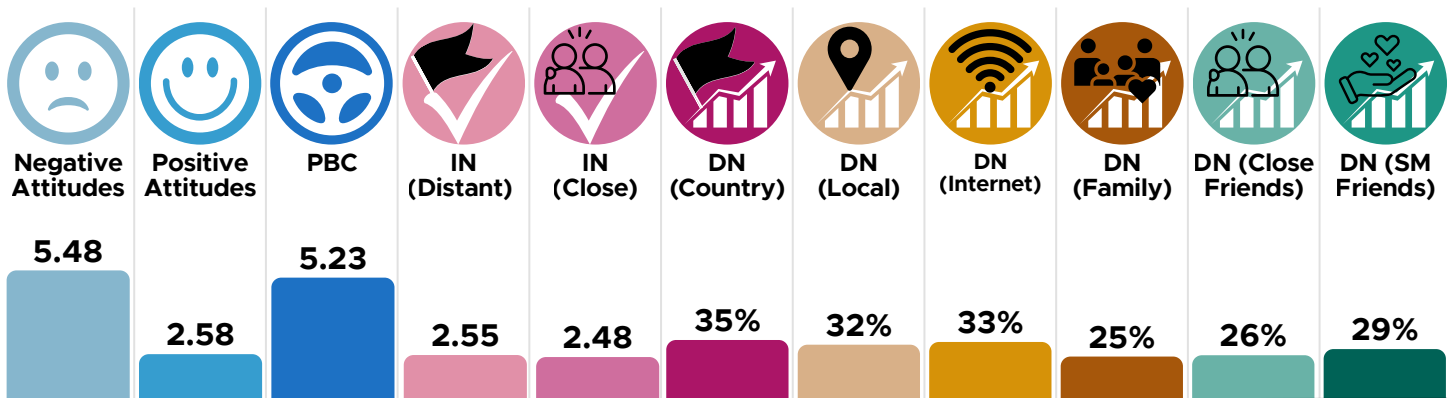 Negative
Attitudes
Positive
Attitudes
PBC
IN
(Distant)
IN
(Close)
DN
(Country)
DN
(Local)
DN
(Internet)
DN
(Family)
DN (Close
Friends)
DN (SM
Friends)
5.48
2.58
5.23
2.55
2.48
35%
32%
33%
25%
26%
29%